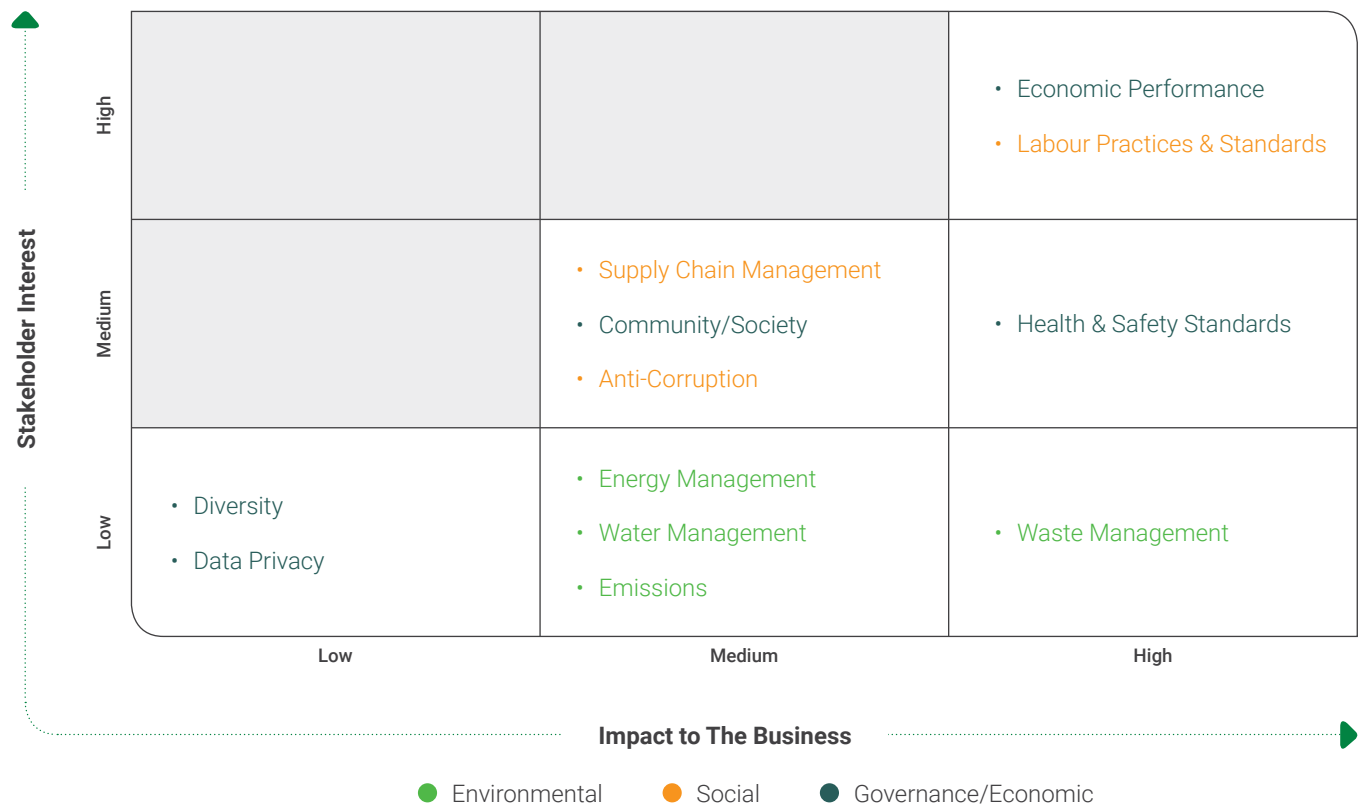 Stakeholder Interest
High
• Economic Performance
• Labour Practices & Standards
Medium
• Supply Chain Management
• Community/Society
• Anti-Corruption
• Health & Safety Standards
Low
• Diversity
• Data Privacy
• Energy Management
• Water Management
• Emissions
• Waste Management
Low
Medium
High
Impact to The Business
Environmental
Social
Governance/Economic